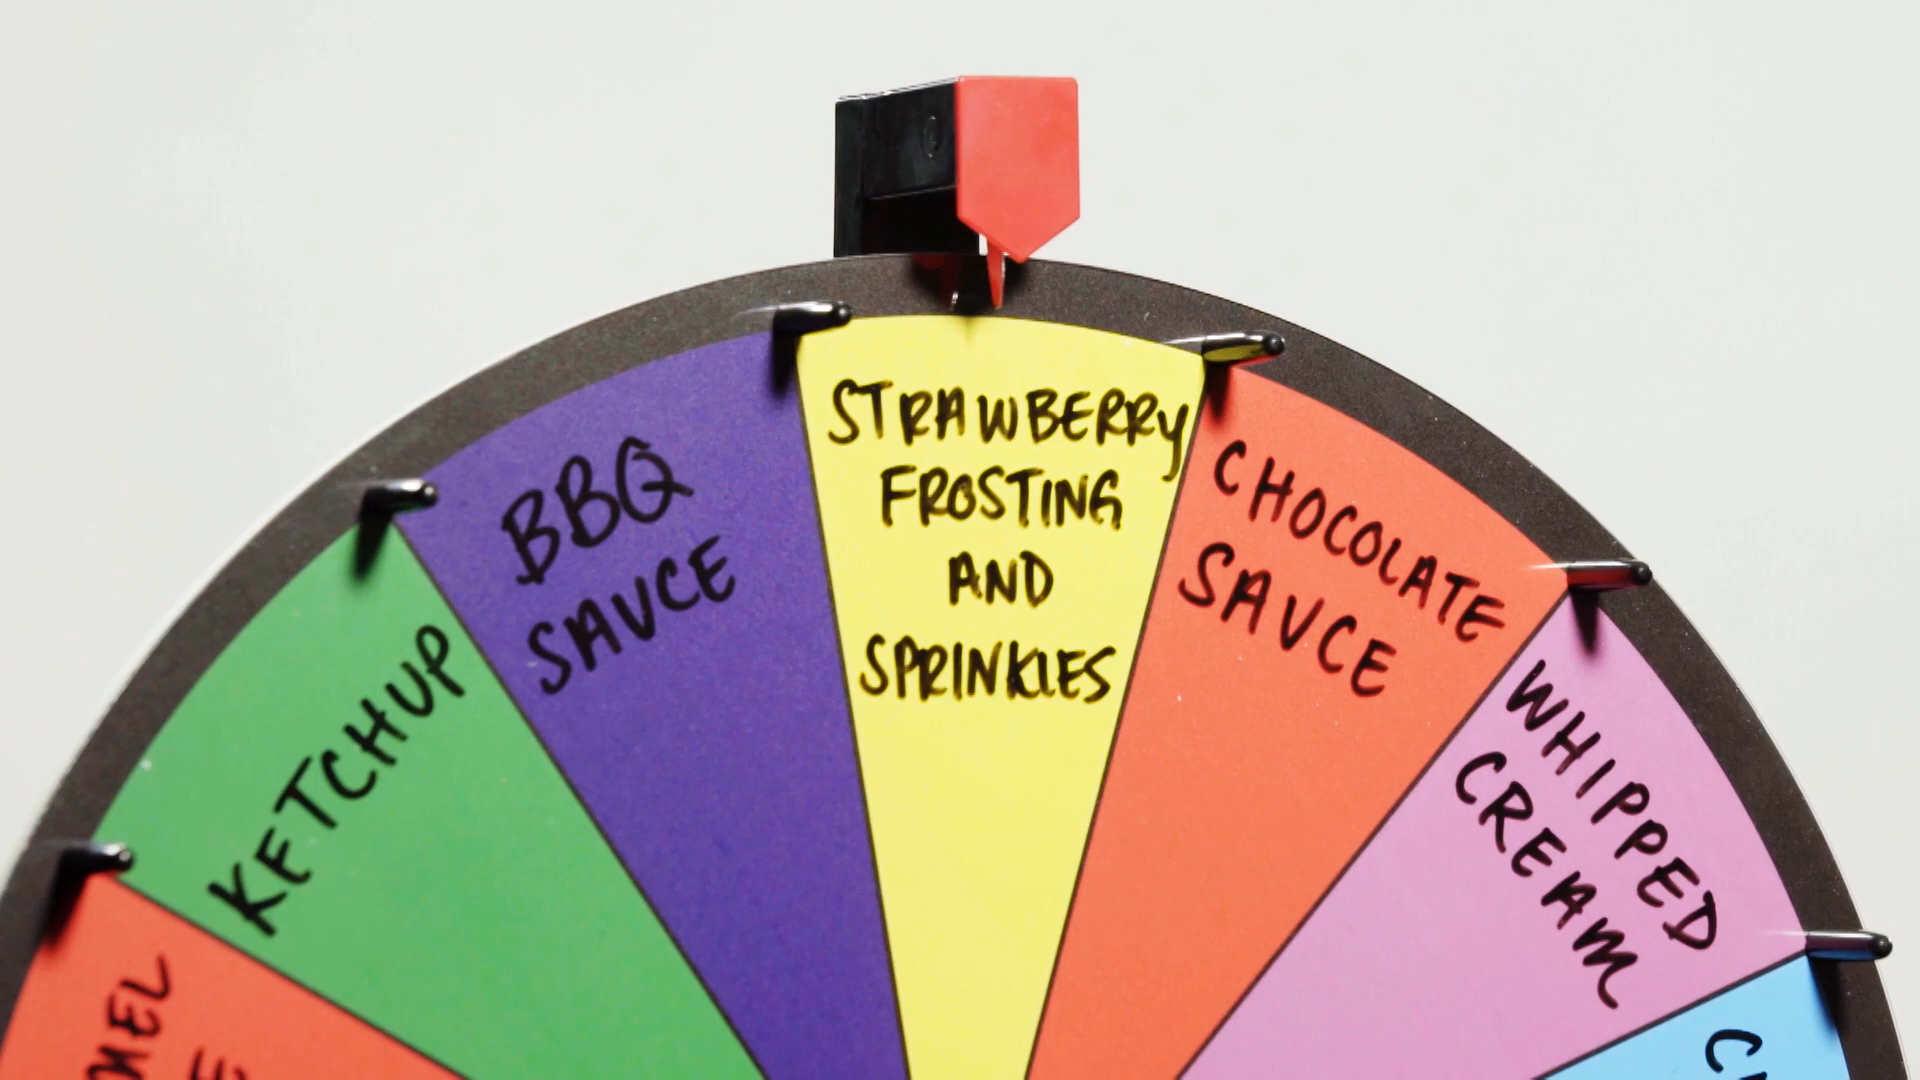 KETCHUP
BBQ
SAUCE
STRAWBERRY
FROSTING
AND
SPRINKLES
CHOCOLATE
SAUCE
WHIPPED
CREAM